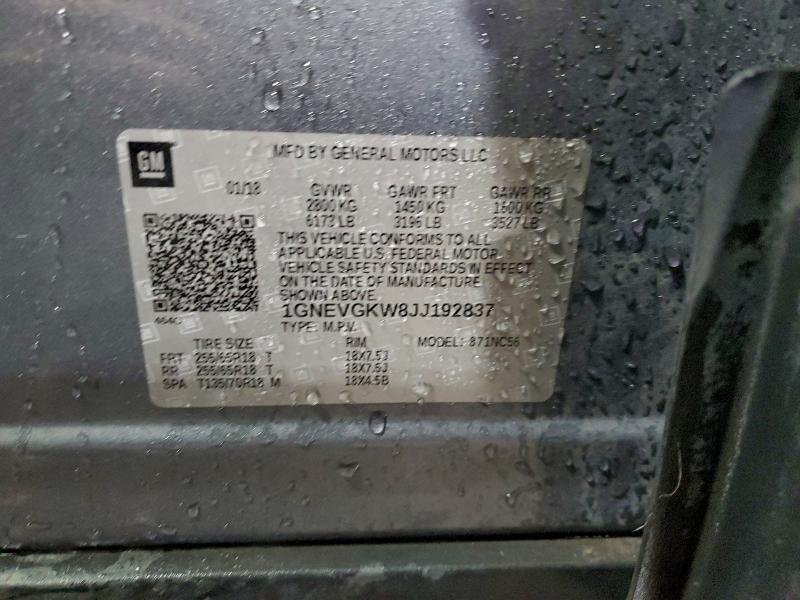 GM
MFD BY GENERAL MOTORS LLC
01/18 GVWR GAWR FRT GAWR RR
2800 KG 1450 KG 1600 KG
6173 LB 3196 LB 3527 LB
THIS VEHICLE CONFORMS TO ALL
APPLICABLE U.S. FEDERAL MOTOR
VEHICLE SAFETY STANDARDS IN EFFECT
ON THE DATE OF MANUFACTURE
SHOWN ABOVE.
1GNEVGKW8JJ192837
464C
TYPE: M.P.V.
TIRE SIZE RIM MODEL: 871NC56
FRT 255/65R18 T 18X7.5J
RR 255/65R18 T 18X7.5J
SPA T135/70R18 M 18X4.5B